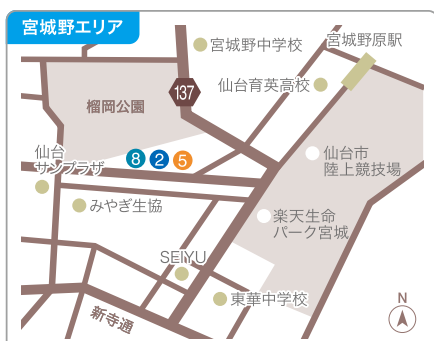 宮城野エリア
宮城野中学校
宮城野原駅
仙台育英高校
137
榴岡公園
仙台
サンプラザ
8 2 5
仙台市
陸上競技場
みやぎ生協
楽天生命
パーク宮城
SEIYU
東華中学校
新寺通
N